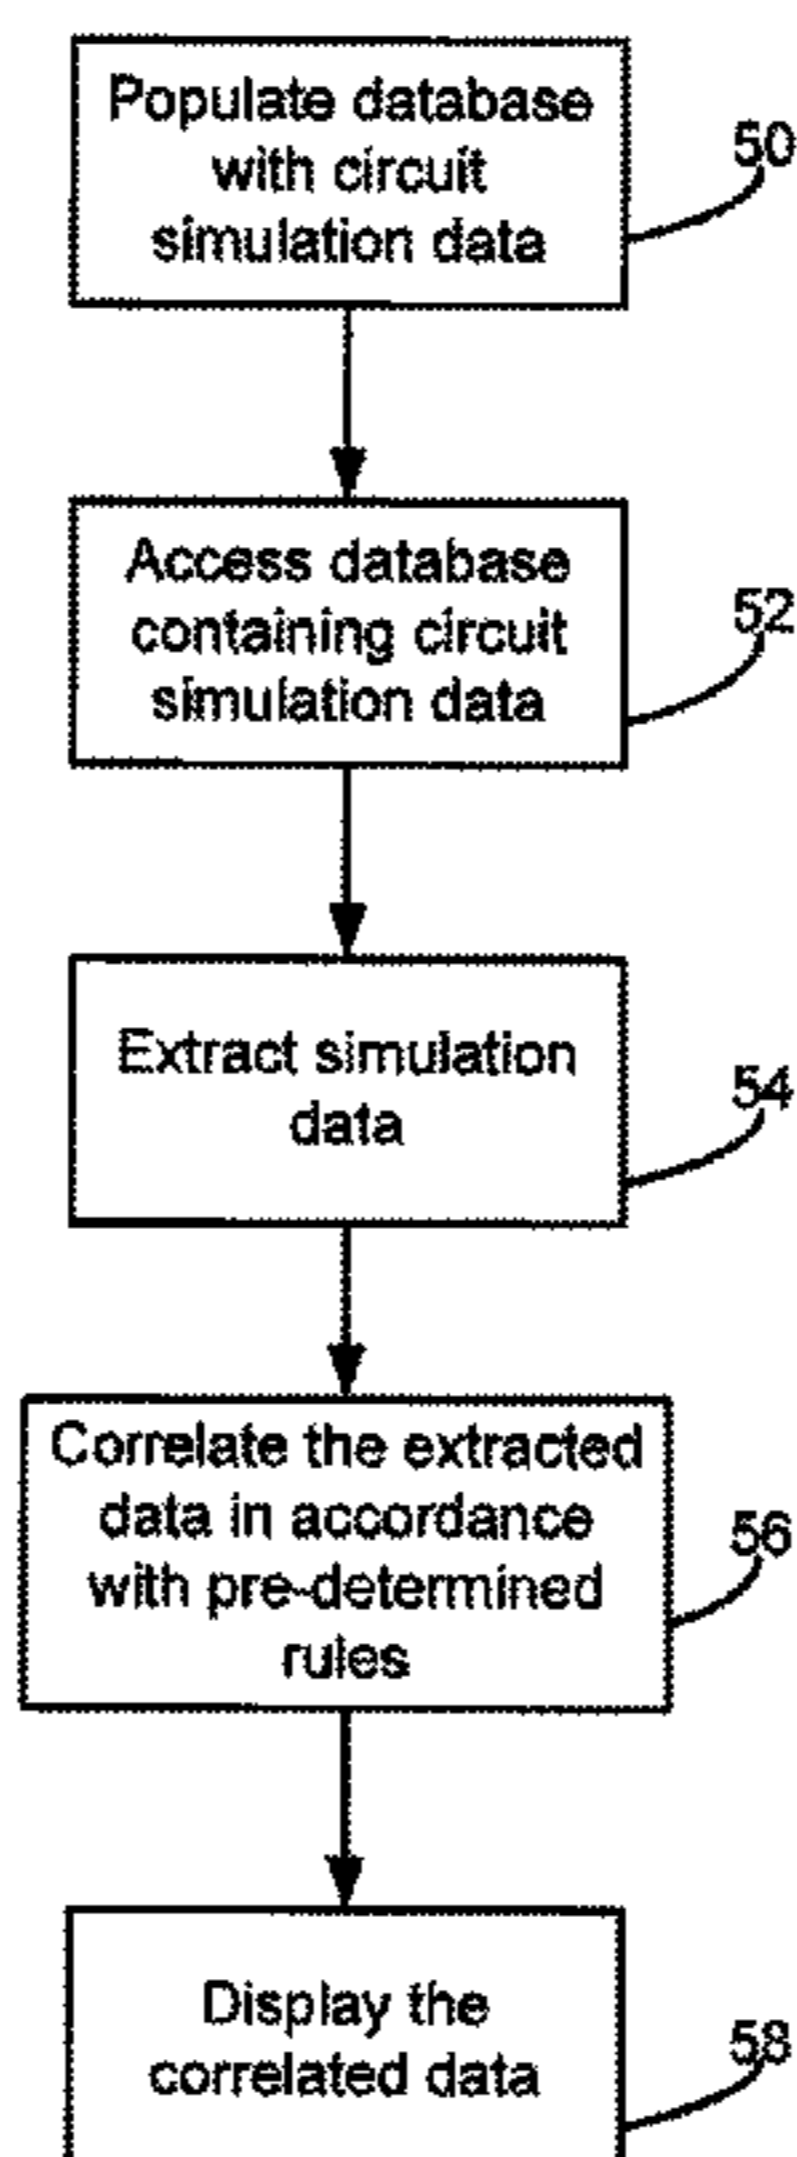 Populate database
with circuit
simulation data
50
Access database
containing circuit
simulation data
52
Extract simulation
data
54
Correlate the extracted
data in accordance
with pre-determined
rules
56
Display the
correlated data
58